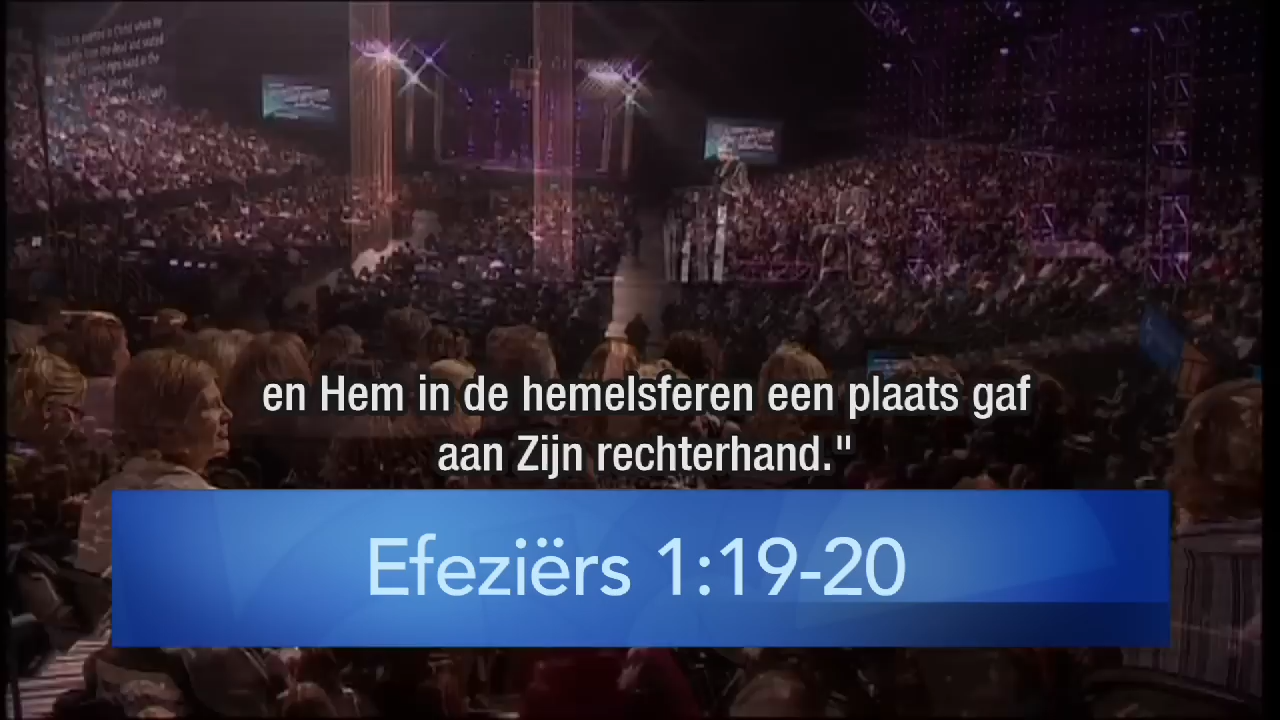 en Hem in de hemelsferen een plaats gaf
aan Zijn rechterhand."
Efeziërs 1:19-20